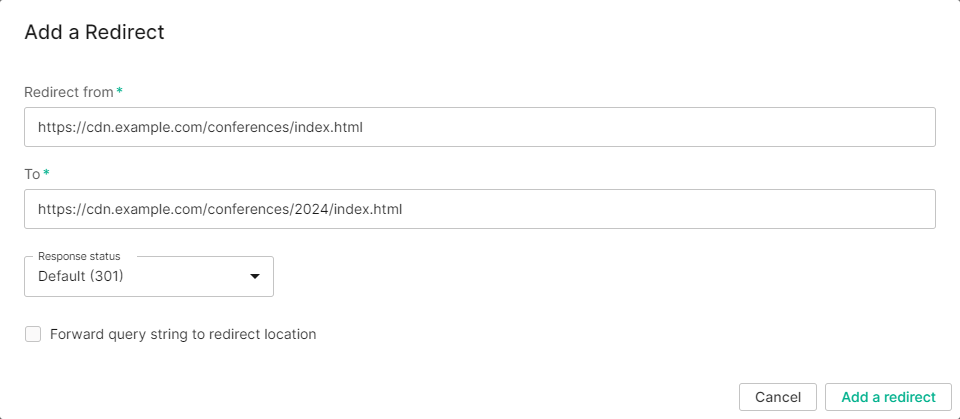 Add a Redirect
Redirect from *
https://cdn.example.com/conferences/index.html
To *
https://cdn.example.com/conferences/2024/index.html
Response status
Default (301)
Forward query string to redirect location
Cancel
Add a redirect